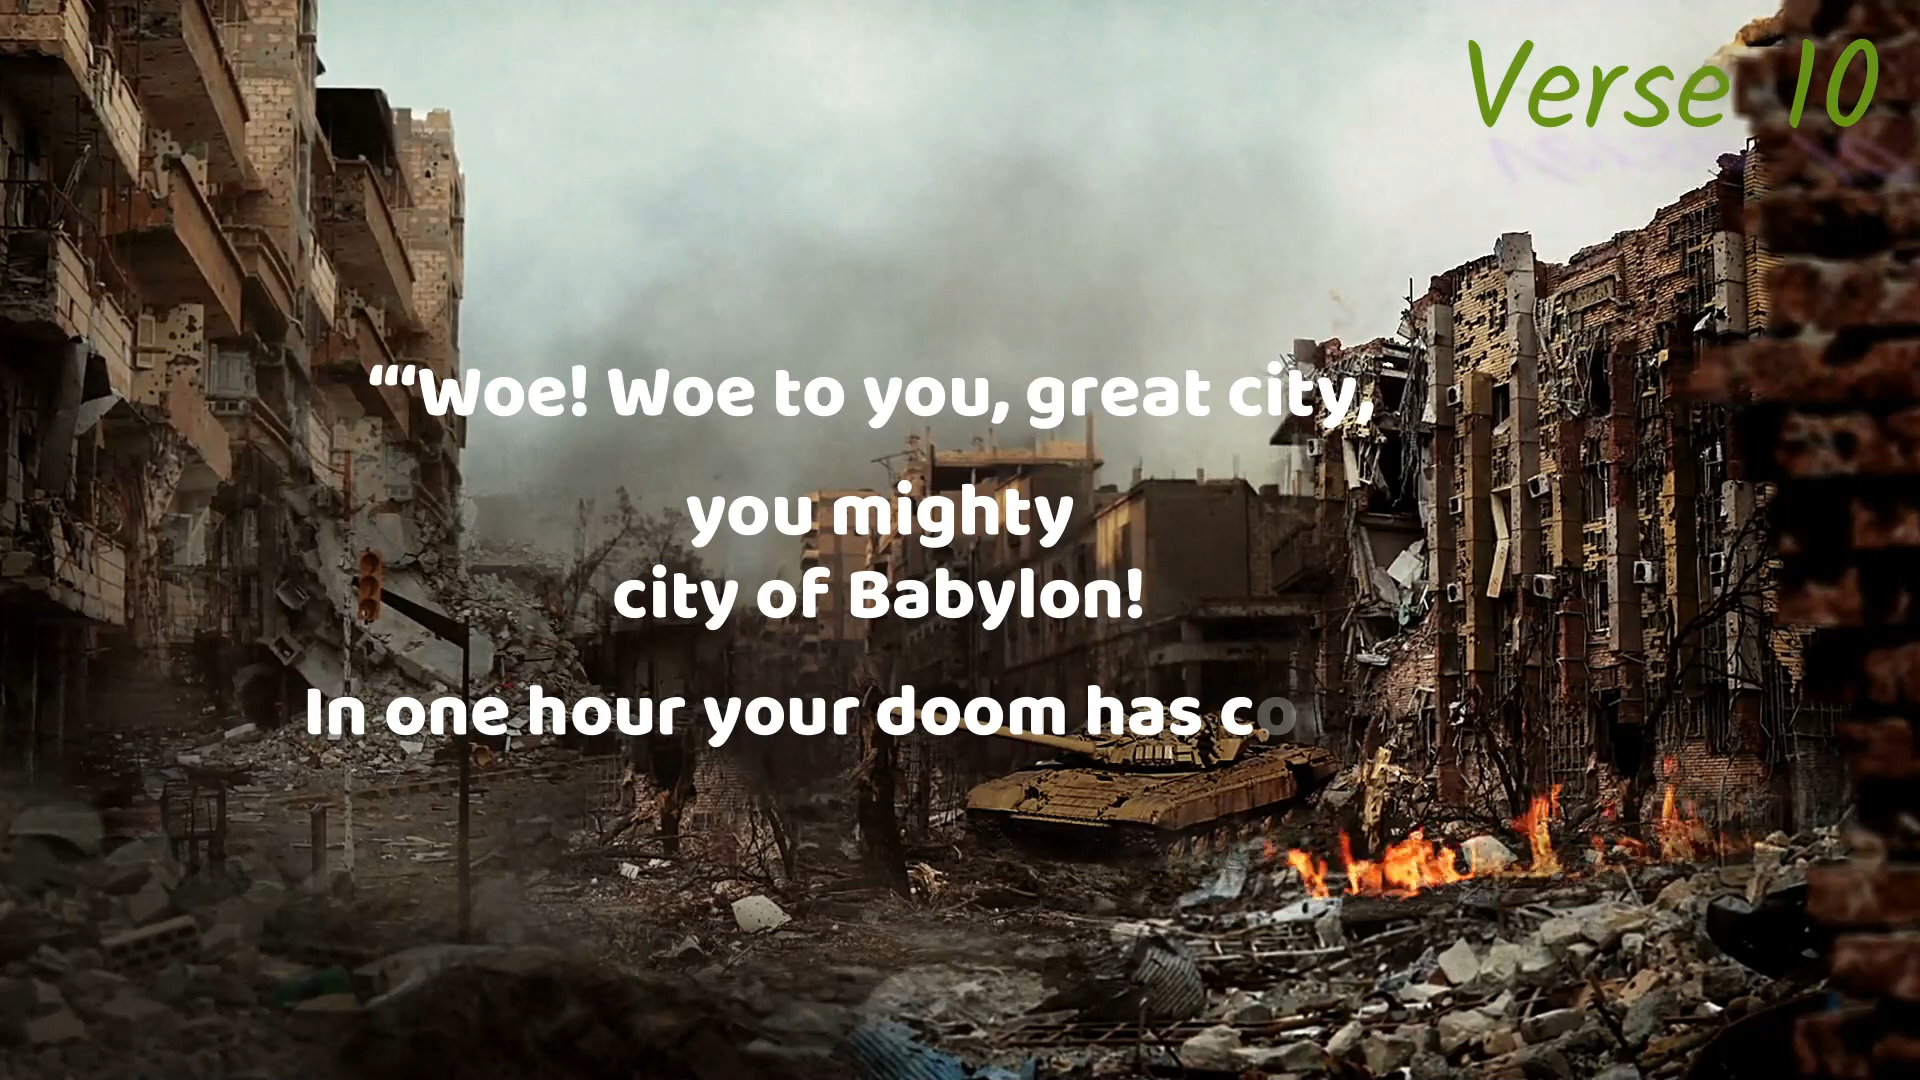 Verse 10
“‘Woe! Woe to you, great city,
you mighty
city of Babylon!
In one hour your doom has co